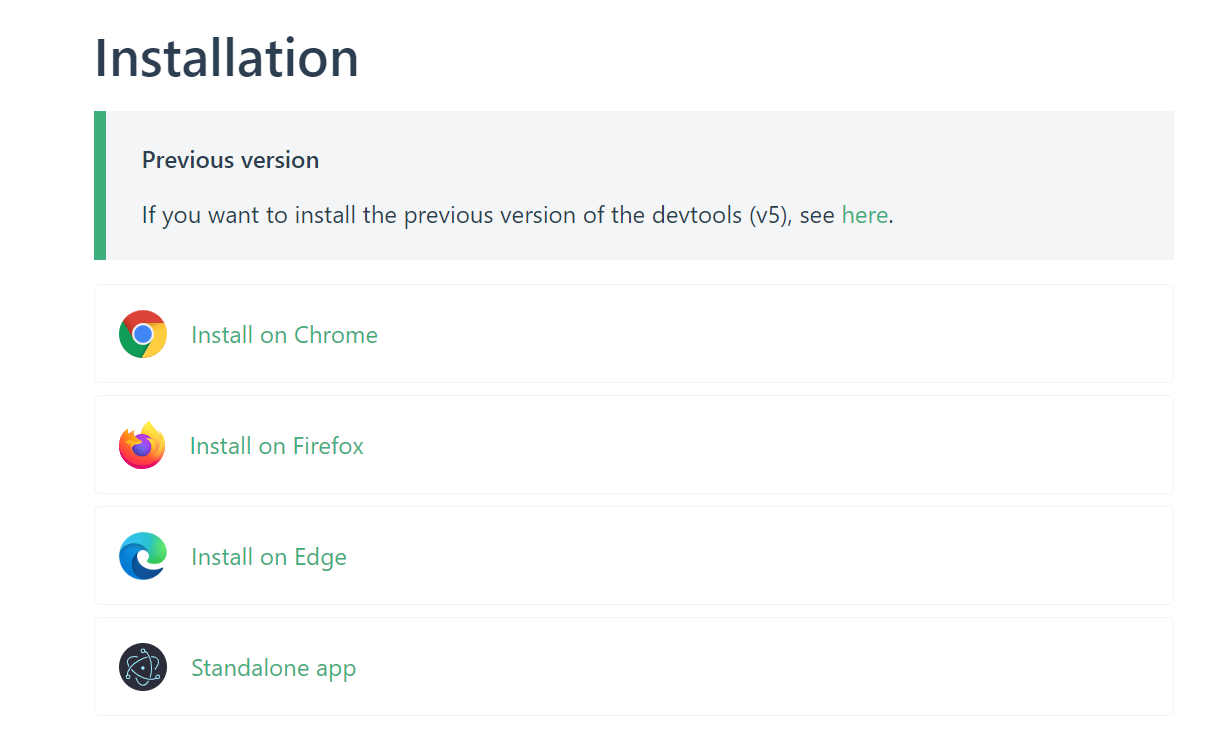 Installation
Previous version
If you want to install the previous version of the devtools (v5), see here.
Install on Chrome
Install on Firefox
Install on Edge
Standalone app